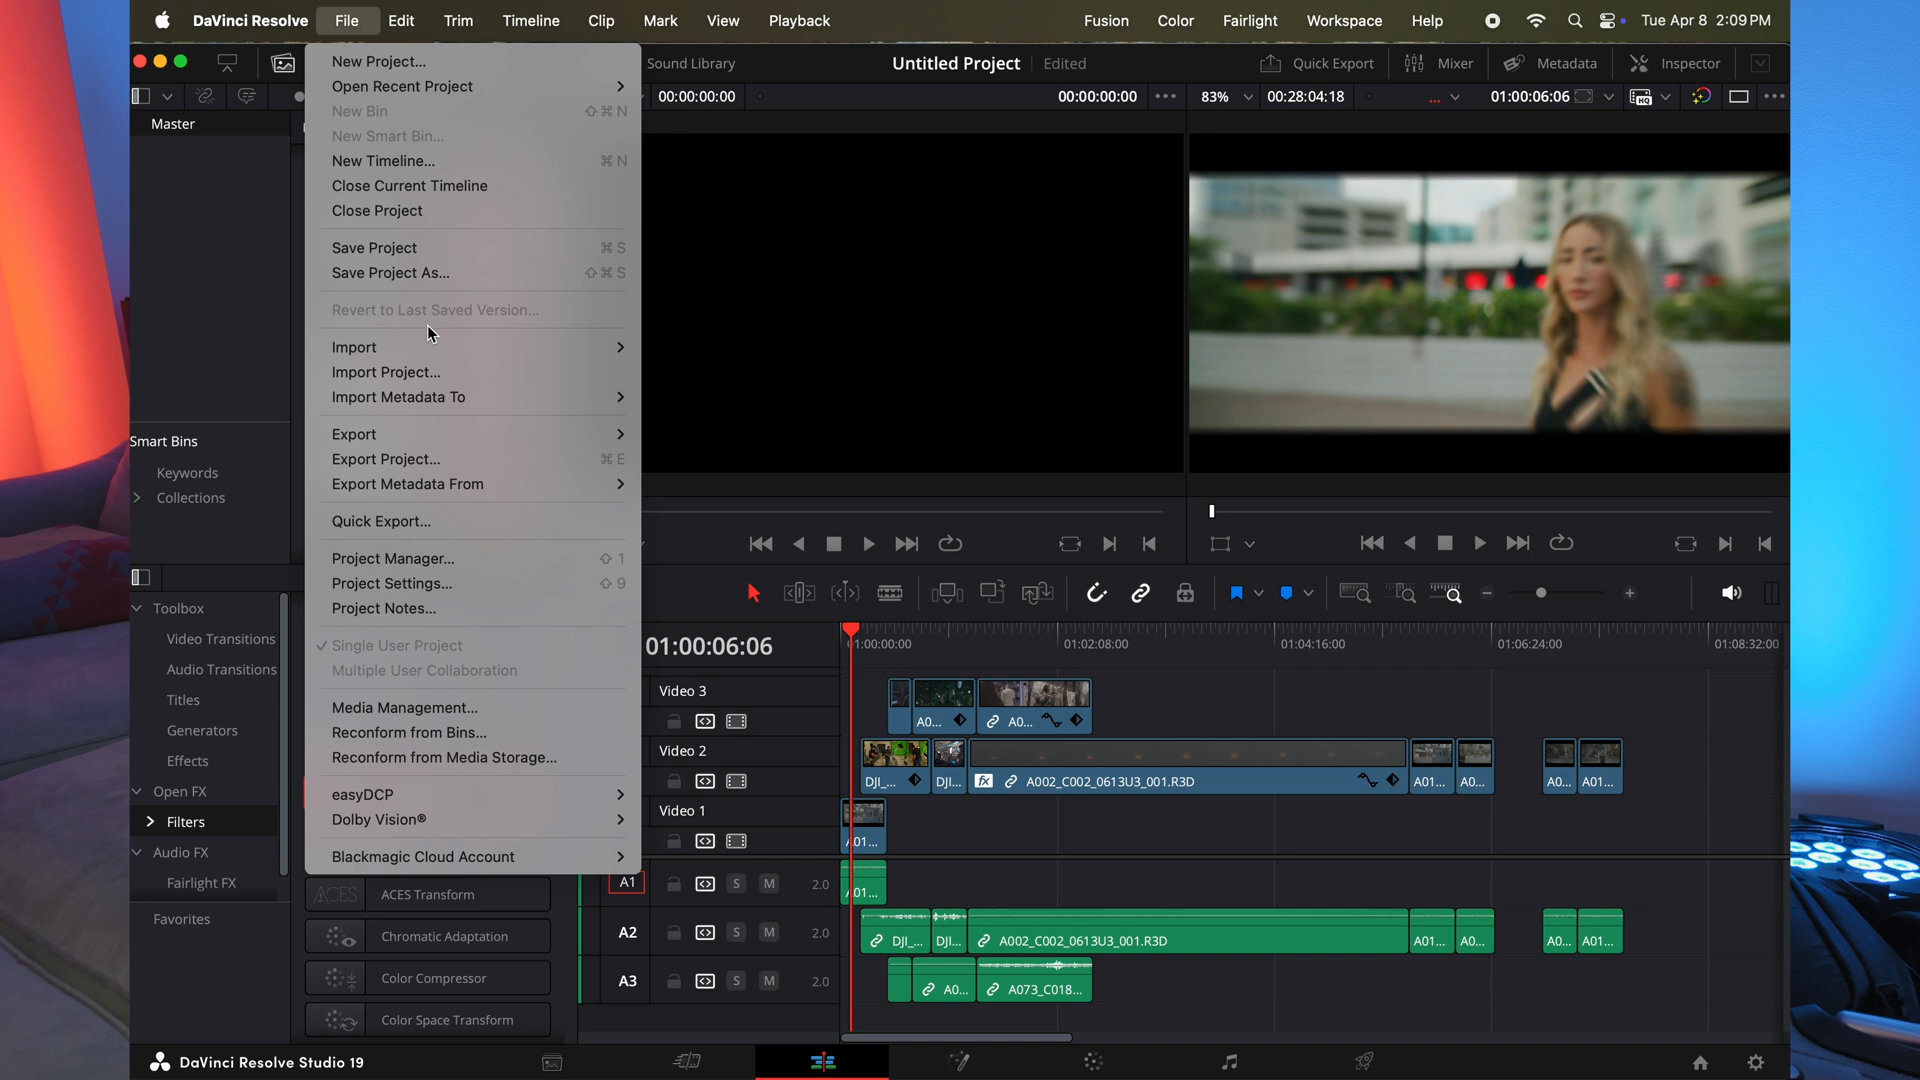 DaVinci Resolve File Edit Trim Timeline Clip Mark View Playback Fusion Color Fairlight Workspace Help Tue Apr 8 2:09 PM
Sound Library Untitled Project Edited Quick Export Mixer Metadata Inspector
00:00:00:00 00:00:00:00 83% 00:28:04:18 01:00:06:06 HQ
Master
New Project...
Open Recent Project
New Bin ⇧⌘N
New Smart Bin...
New Timeline... ⌘N
Close Current Timeline
Close Project
Save Project ⌘S
Save Project As... ⇧⌘S
Revert to Last Saved Version...
Import
Import Project...
Import Metadata To
Export
Export Project... ⌘E
Export Metadata From
Quick Export...
Project Manager... ⇧1
Project Settings... ⇧9
Project Notes...
✓ Single User Project
Multiple User Collaboration
Media Management...
Reconform from Bins...
Reconform from Media Storage...
easyDCP
Dolby Vision®
Blackmagic Cloud Account
Smart Bins
Keywords
Collections
Toolbox
Video Transitions
Audio Transitions
Titles
Generators
Effects
Open FX
Filters
Audio FX
Fairlight FX
Favorites
ACES ACES Transform
Chromatic Adaptation
Color Compressor
Color Space Transform
01:00:06:06 01:02:08:00 01:04:16:00 01:06:24:00 01:08:32:00
Video 3
A0... A0...
Video 2
DJI_... DJI... fx A002_C002_0613U3_001.R3D A01... A0... A0... A01...
Video 1
A01...
A1 S M 2.0
A2 S M 2.0 DJI_... DJI... A002_C002_0613U3_001.R3D A01... A0... A0... A01...
A3 S M 2.0 A0... A073_C018...
DaVinci Resolve Studio 19